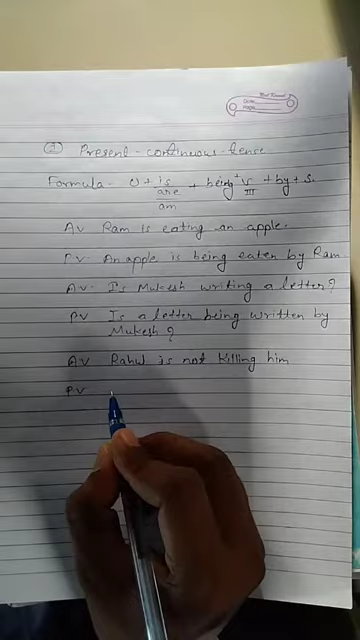 ② Present-continuous-tense
Formula- O + is/are/am + being + V III + by + S.
AV Ram is eating an apple.
PV- An apple is being eaten by Ram
AV- Is Mukesh writing a letter?
PV Is a letter being written by
Mukesh?
AV Rahul is not killing him
PV